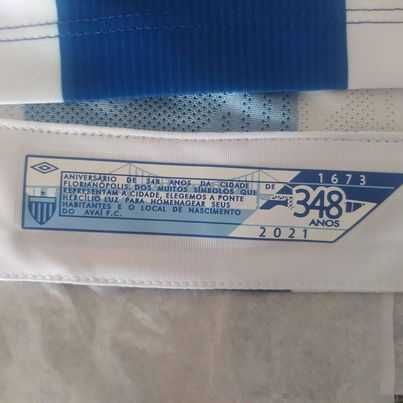 ANIVERSÁRIO DE 348 ANOS DA CIDADE DE
FLORIANÓPOLIS. DOS MUITOS SÍMBOLOS QUE
REPRESENTAM A CIDADE, ELEGEMOS A PONTE
HERCÍLIO LUZ PARA HOMENAGEAR SEUS
HABITANTES E O LOCAL DE NASCIMENTO
DO AVAÍ F.C.
1673
348
ANOS
2021